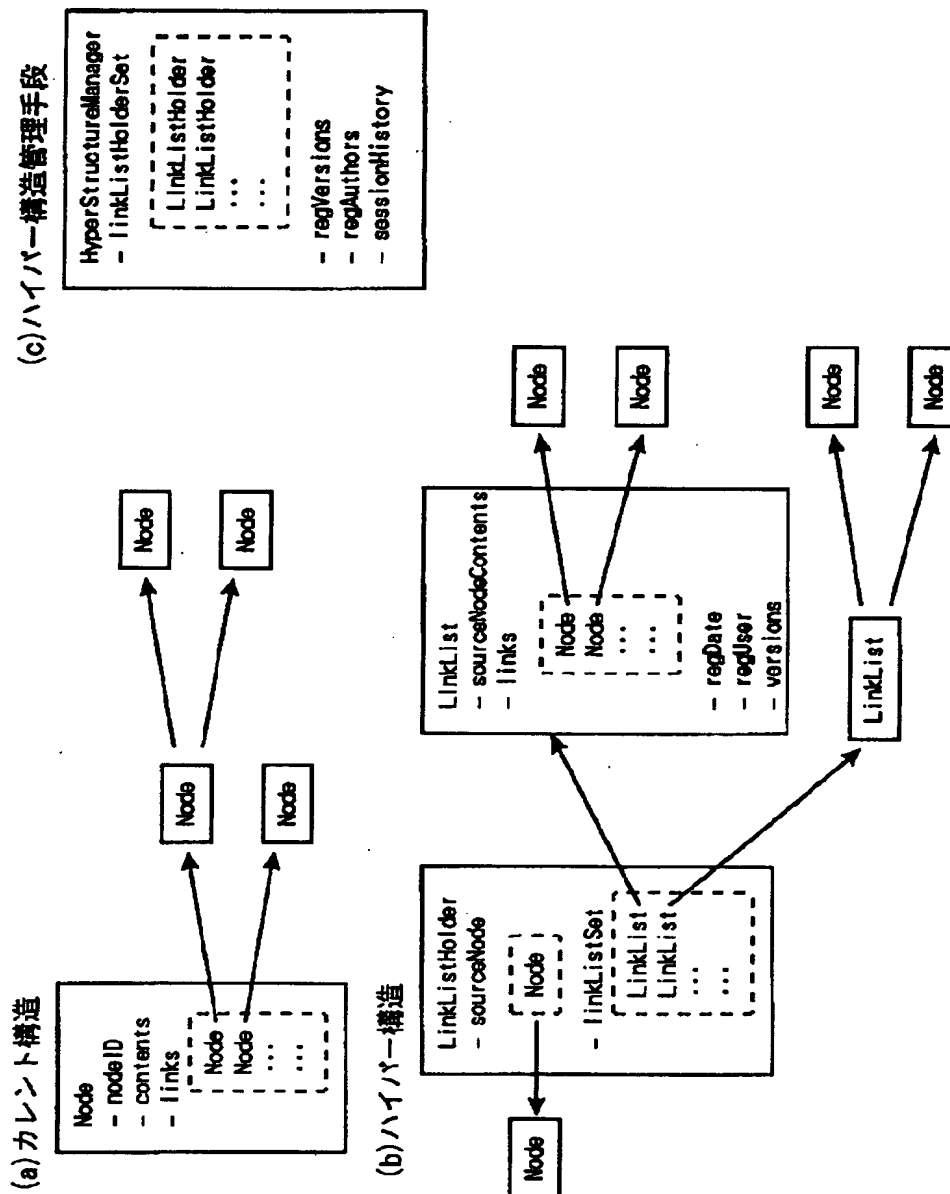 (a)カレント構造
Node
- nodeID
- contents
- links
Node
Node
...
...
Node
Node
Node
Node
(b)ハイパー構造
LinkListHolder
- sourceNode
Node
- linkListSet
LinkList
LinkList
...
...
Node
LinkList
- sourceNodeContents
- links
Node
Node
...
...
- regDate
- regUser
- versions
Node
Node
LinkList
Node
Node
(c)ハイパー構造管理手段
HyperStructureManager
- linkListHolderSet
LinkListHolder
LinkListHolder
...
...
- regVersions
- regAuthors
- sessionHistory